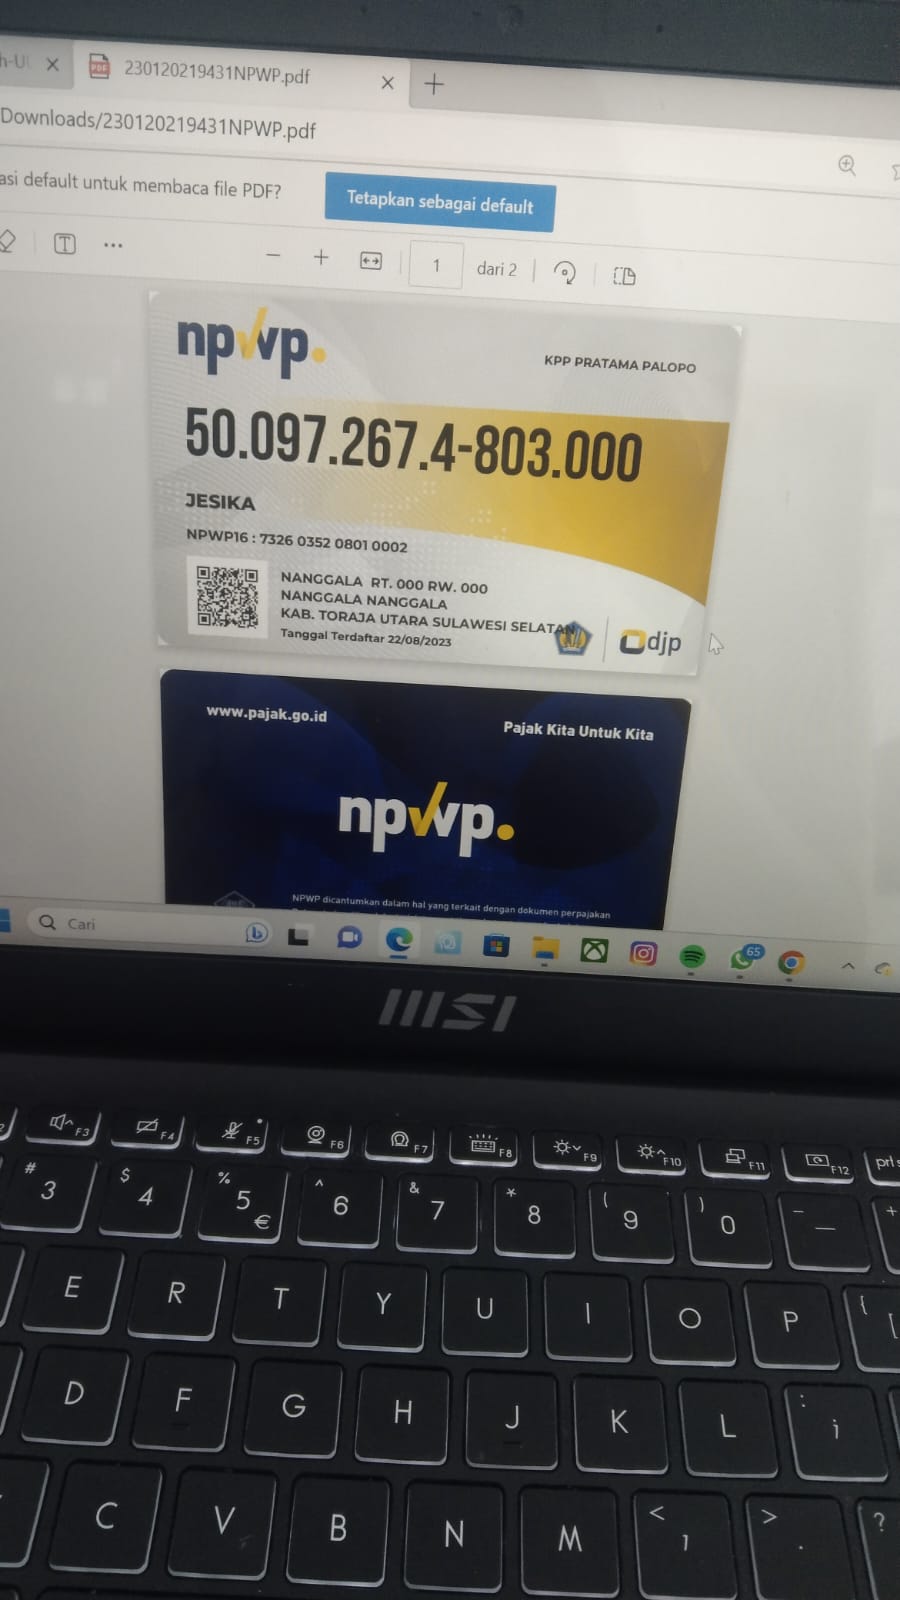 230120219431NPWP.pdf
Downloads/230120219431NPWP.pdf
asi default untuk membaca file PDF?
Tetapkan sebagai default
1 dari 2
npwp.
KPP PRATAMA PALOPO
50.097.267.4-803.000
JESIKA
NPWP16 : 7326 0352 0801 0002
NANGGALA RT. 000 RW. 000
NANGGALA NANGGALA
KAB. TORAJA UTARA SULAWESI SELATAN
Tanggal Terdaftar 22/08/2023
djp
www.pajak.go.id
Pajak Kita Untuk Kita
npwp.
NPWP dicantumkan dalam hal yang terkait dengan dokumen perpajakan
Cari
65
msi
F3 F4 F5 F6 F7 F8 F9 F10 F11 F12 prt
# 3 $ 4 % 5 € ^ 6 & 7 * 8 ( 9 ) 0 _ - +
E R T Y U I O P { [
D F G H J K L : ;
C V B N M < , > . ?